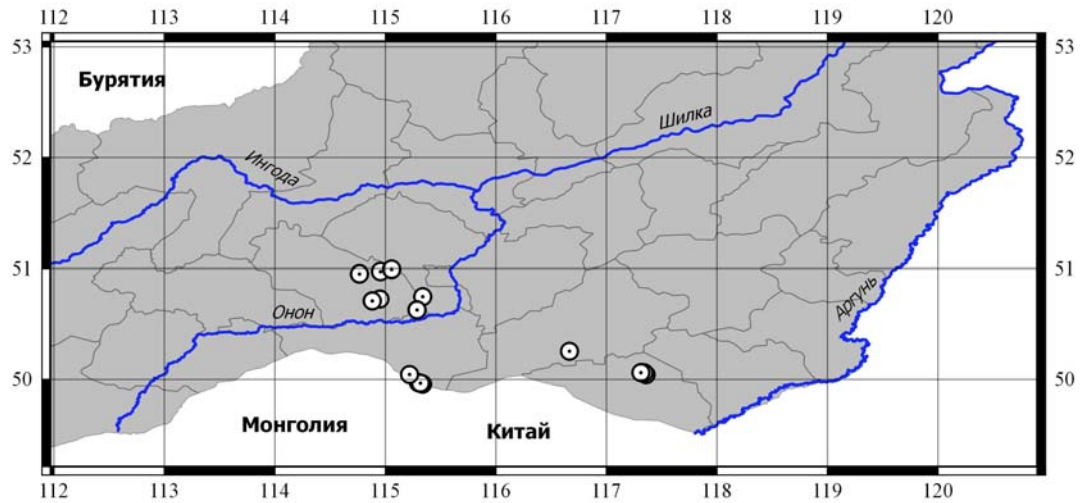 112 113 114 115 116 117 118 119 120
53 53
Бурятия
Шилка
52 52
Ингода
51 51
Онон
Аргунь
50 50
Монголия Китай
112 113 114 115 116 117 118 119 120